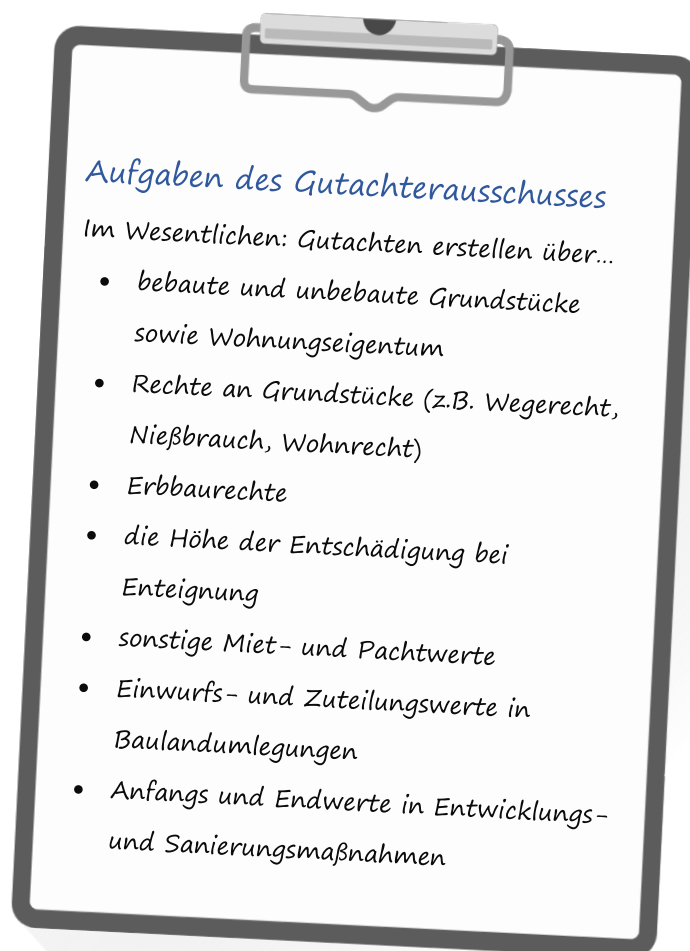 Aufgaben des Gutachterausschusses
Im Wesentlichen: Gutachten erstellen über...
• bebaute und unbebaute Grundstücke
sowie Wohnungseigentum
• Rechte an Grundstücke (z.B. Wegerecht,
Nießbrauch, Wohnrecht)
• Erbbaurechte
• die Höhe der Entschädigung bei
Enteignung
• sonstige Miet- und Pachtwerte
• Einwurfs- und Zuteilungswerte in
Baulandumlegungen
• Anfangs und Endwerte in Entwicklungs-
und Sanierungsmaßnahmen